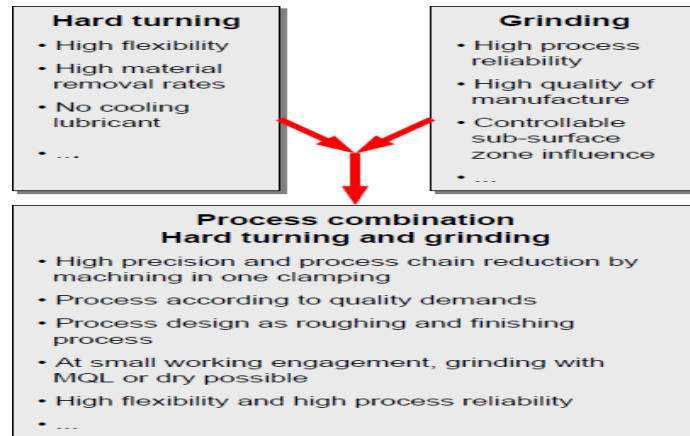 Hard turning
• High flexibility
• High material
removal rates
• No cooling
lubricant
• ...
Grinding
• High process
reliability
• High quality of
manufacture
• Controllable
sub-surface
zone influence
• ...
Process combination
Hard turning and grinding
• High precision and process chain reduction by
machining in one clamping
• Process according to quality demands
• Process design as roughing and finishing
process
• At small working engagement, grinding with
MQL or dry possible
• High flexibility and high process reliability
• ...